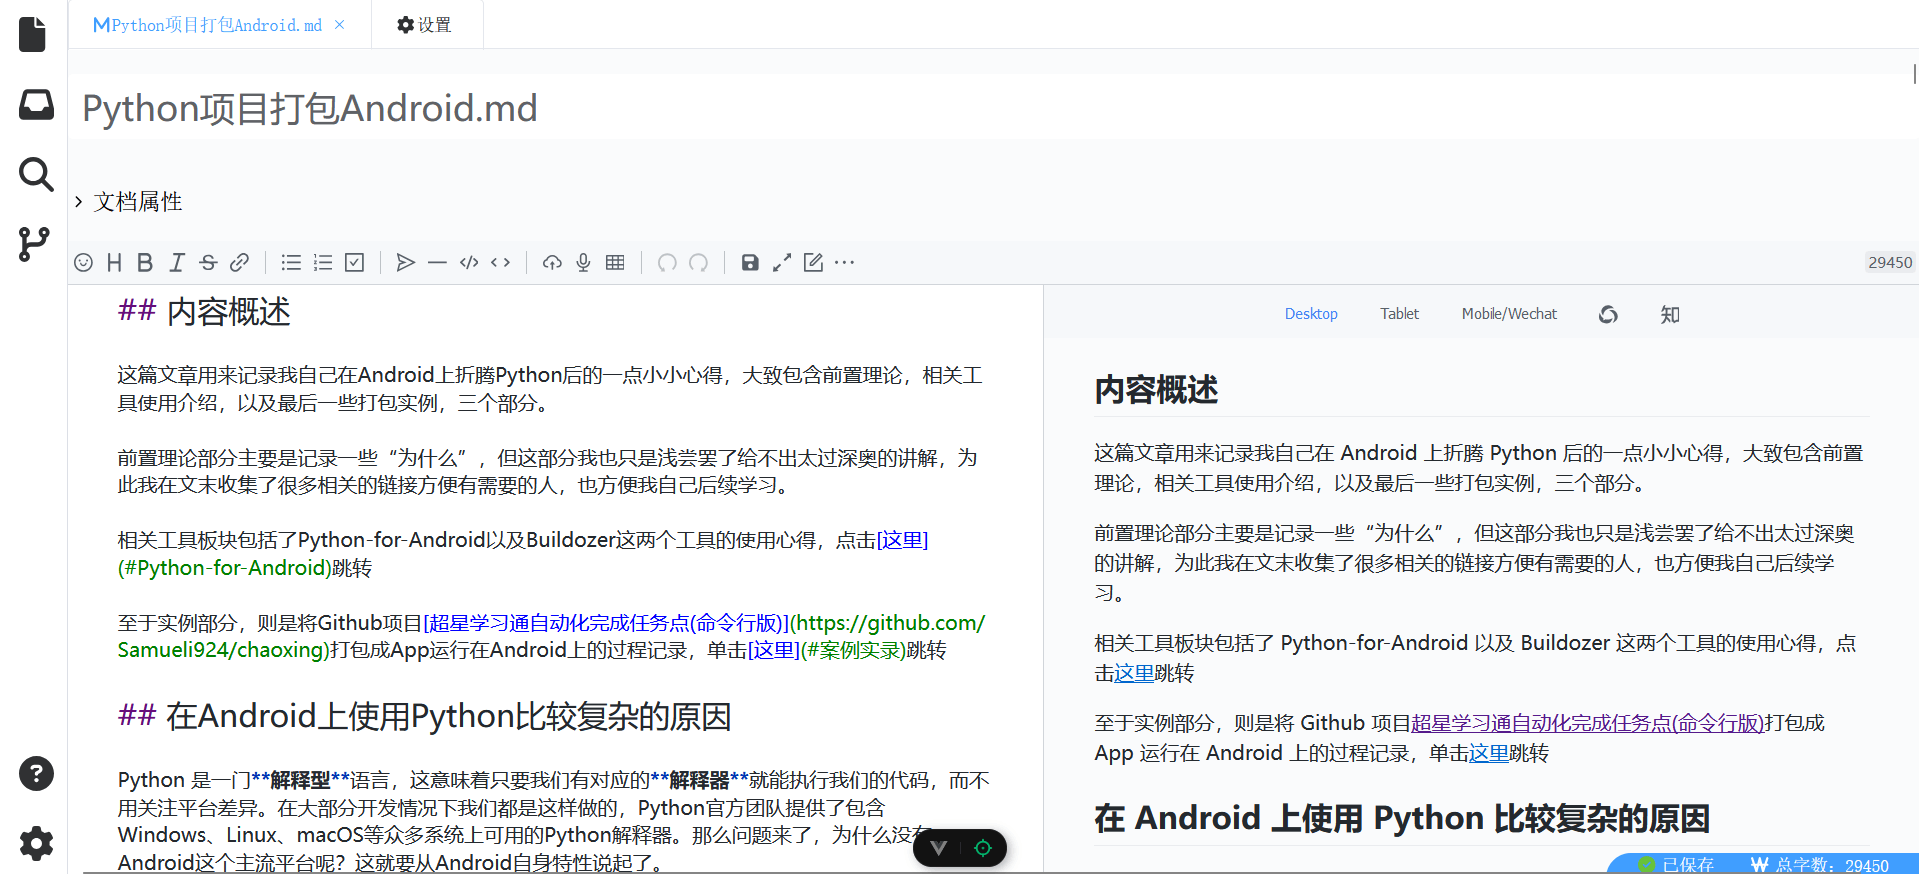 Python项目打包Android.md
设置
Python项目打包Android.md
文档属性
29450
## 内容概述
这篇文章用来记录我自己在Android上折腾Python后的一点小小心得，大致包含前置理论，相关工
具使用介绍，以及最后一些打包实例，三个部分。
前置理论部分主要是记录一些“为什么”，但这部分我也只是浅尝罢了给不出太过深奥的讲解，为
此我在文末收集了很多相关的链接方便有需要的人，也方便我自己后续学习。
相关工具板块包括了Python-for-Android以及Buildozer这两个工具的使用心得，点击[这里]
(#Python-for-Android)跳转
至于实例部分，则是将Github项目[超星学习通自动化完成任务点(命令行版)](https://github.com/
Samueli924/chaoxing)打包成App运行在Android上的过程记录，单击[这里](#案例实录)跳转
## 在Android上使用Python比较复杂的原因
Python 是一门**解释型**语言，这意味着只要我们有对应的**解释器**就能执行我们的代码，而不
用关注平台差异。在大部分开发情况下我们都是这样做的，Python官方团队提供了包含
Windows、Linux、macOS等众多系统上可用的Python解释器。那么问题来了，为什么没有
Android这个主流平台呢？这就要从Android自身特性说起了。
Desktop
Tablet
Mobile/Wechat
知
内容概述
这篇文章用来记录我自己在 Android 上折腾 Python 后的一点小小心得，大致包含前置
理论，相关工具使用介绍，以及最后一些打包实例，三个部分。
前置理论部分主要是记录一些“为什么”，但这部分我也只是浅尝罢了给不出太过深奥
的讲解，为此我在文末收集了很多相关的链接方便有需要的人，也方便我自己后续学
习。
相关工具板块包括了 Python-for-Android 以及 Buildozer 这两个工具的使用心得，点
击这里跳转
至于实例部分，则是将 Github 项目超星学习通自动化完成任务点(命令行版)打包成
App 运行在 Android 上的过程记录，单击这里跳转
在 Android 上使用 Python 比较复杂的原因
已保存
总字数：29450